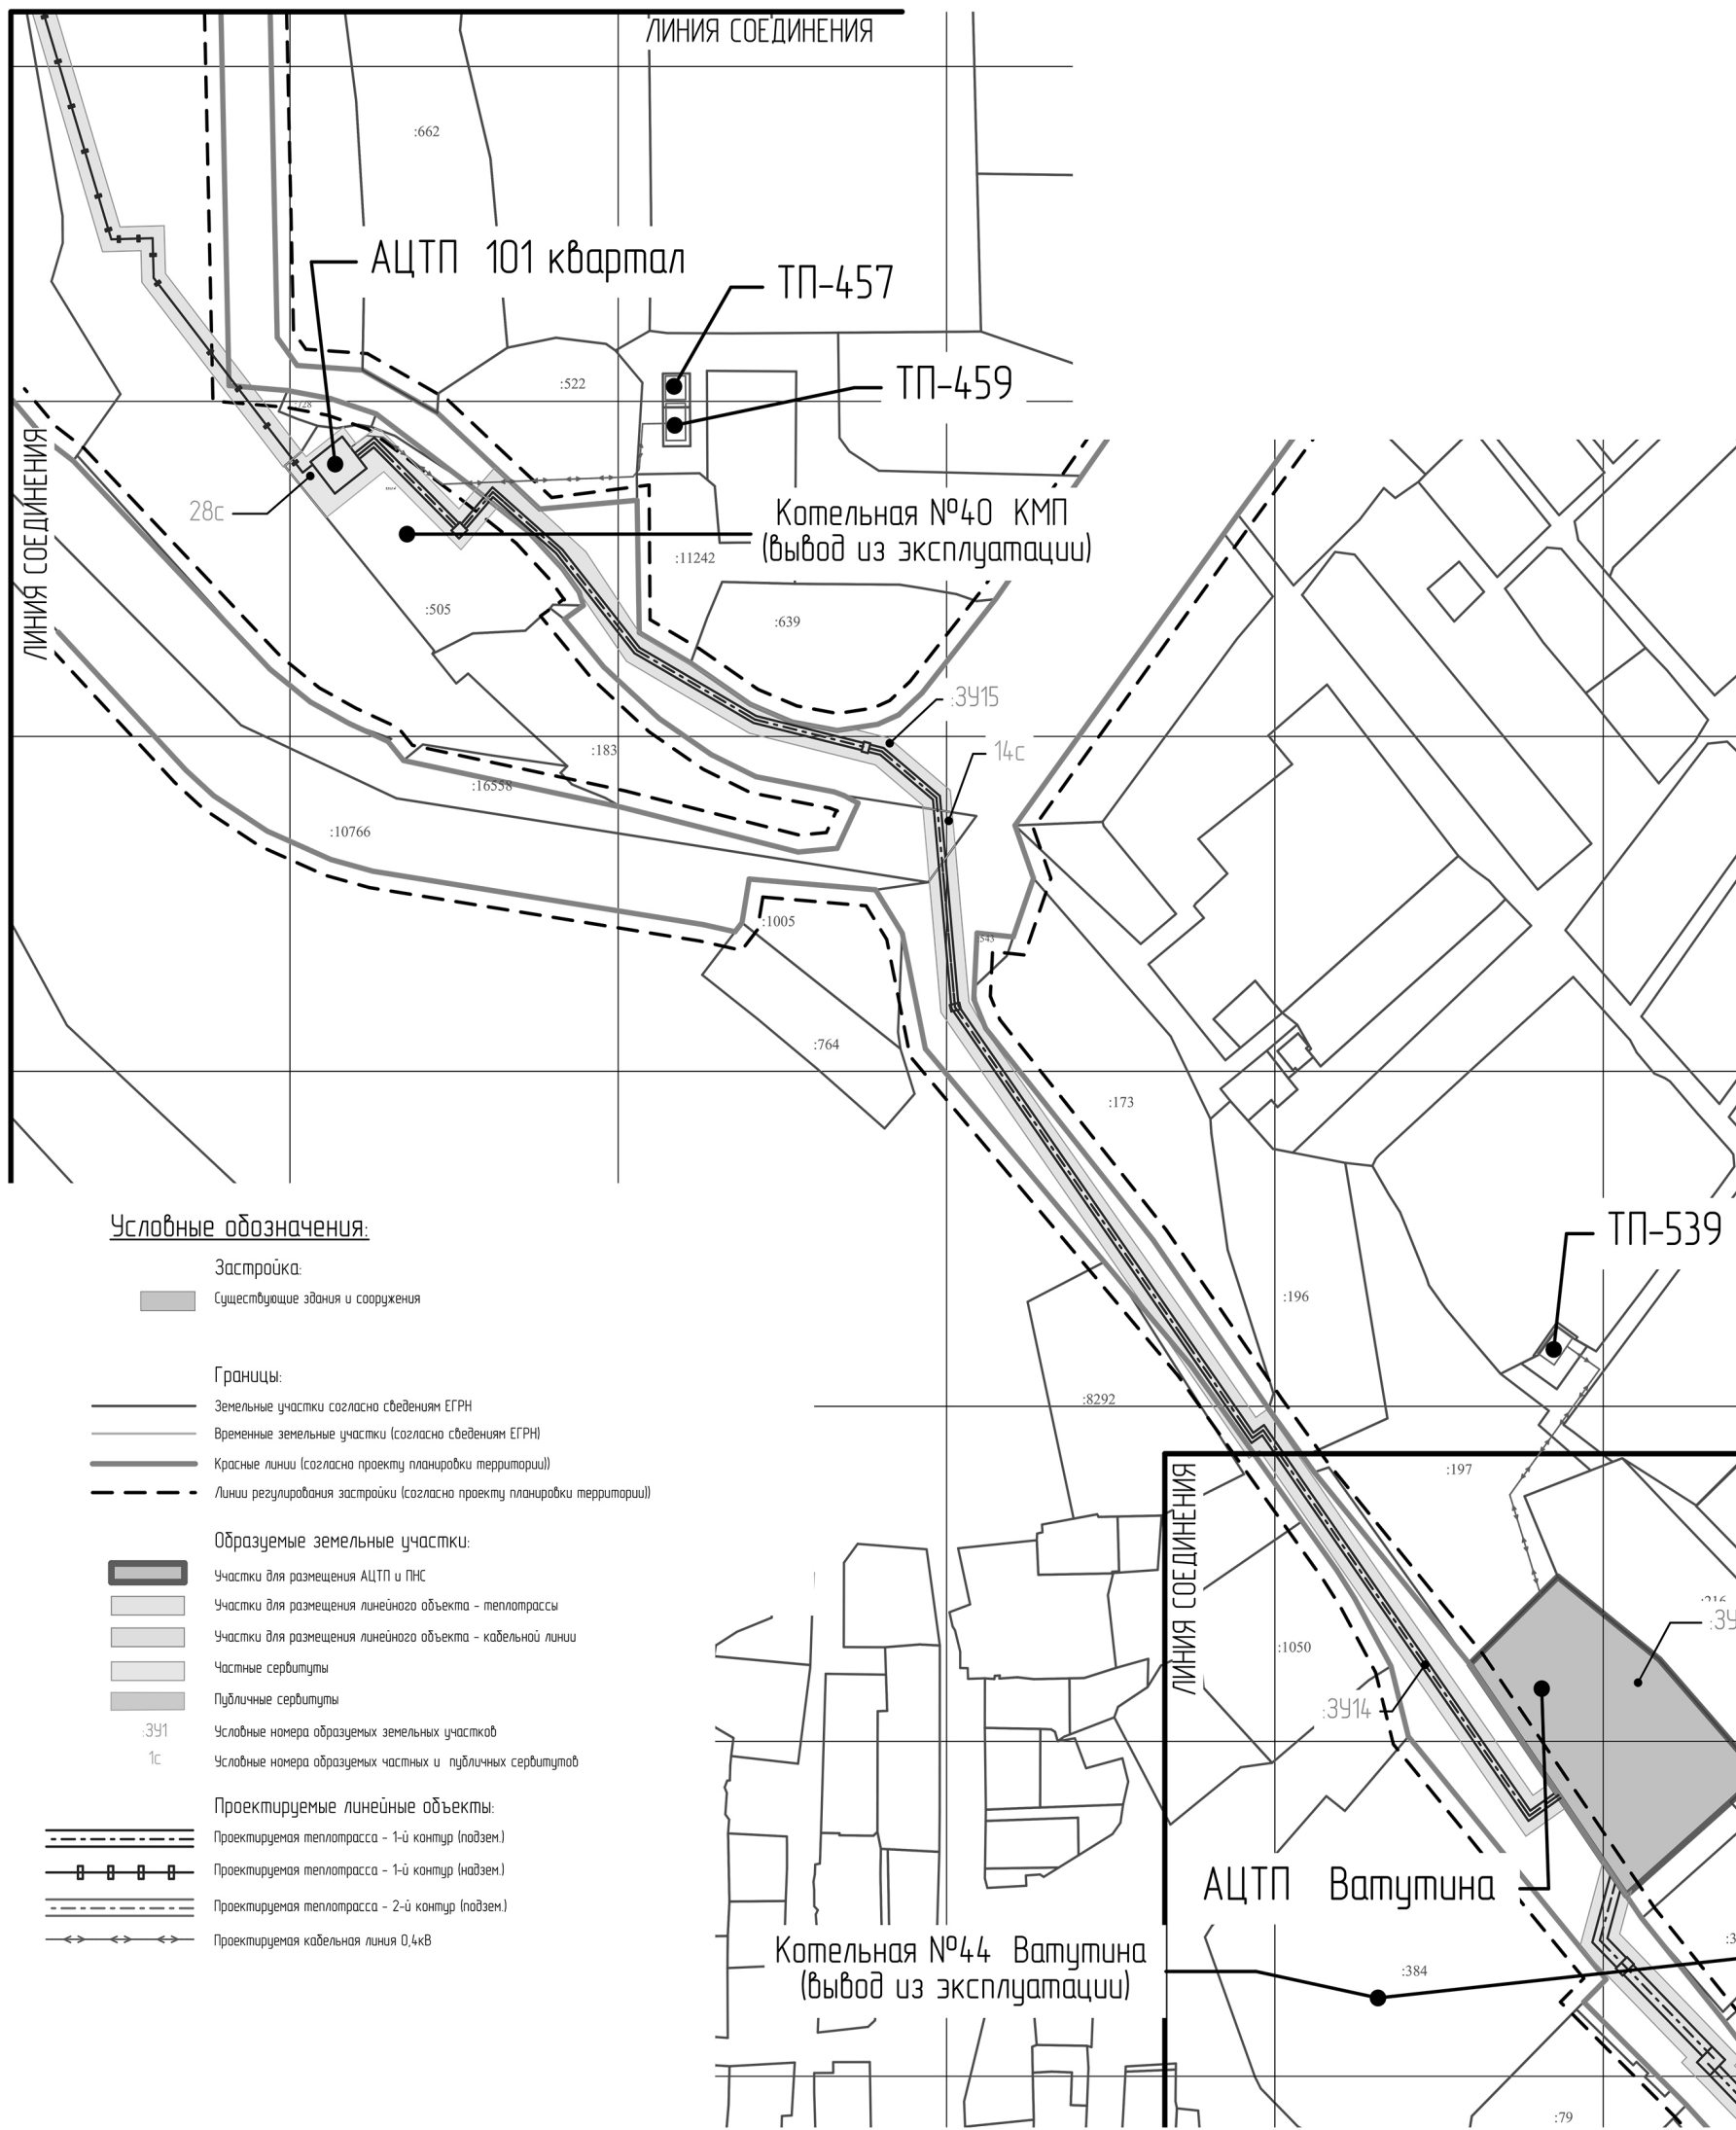 ЛИНИЯ СОЕДИНЕНИЯ
:662
АЦТП 101 квартал
ТП-457
ТП-459
:522
:728
28с
ЛИНИЯ СОЕДИНЕНИЯ
Котельная №40 КМП
(вывод из эксплуатации)
:11242
:505
:639
:ЗУ15
14с
:183
:16558
:10766
:1005
:543
:764
:173
ТП-539
:196
:8292
:197
ЛИНИЯ СОЕДИНЕНИЯ
:216
:ЗУ
:1050
:ЗУ14
АЦТП Ватутина
Котельная №44 Ватутина
(вывод из эксплуатации)
:384
:3
:79
Условные обозначения:
Застройка:
Существующие здания и сооружения
Границы:
Земельные участки согласно сведениям ЕГРН
Временные земельные участки (согласно сведениям ЕГРН)
Красные линии (согласно проекту планировки территории))
Линии регулирования застройки (согласно проекту планировки территории))
Образуемые земельные участки:
Участки для размещения АЦТП и ПНС
Участки для размещения линейного объекта - теплотрассы
Участки для размещения линейного объекта - кабельной линии
Частные сервитуты
Публичные сервитуты
:ЗУ1 Условные номера образуемых земельных участков
1с Условные номера образуемых частных и публичных сервитутов
Проектируемые линейные объекты:
Проектируемая теплотрасса - 1-й контур (подзем.)
Проектируемая теплотрасса - 1-й контур (надзем.)
Проектируемая теплотрасса - 2-й контур (подзем.)
Проектируемая кабельная линия 0,4кВ